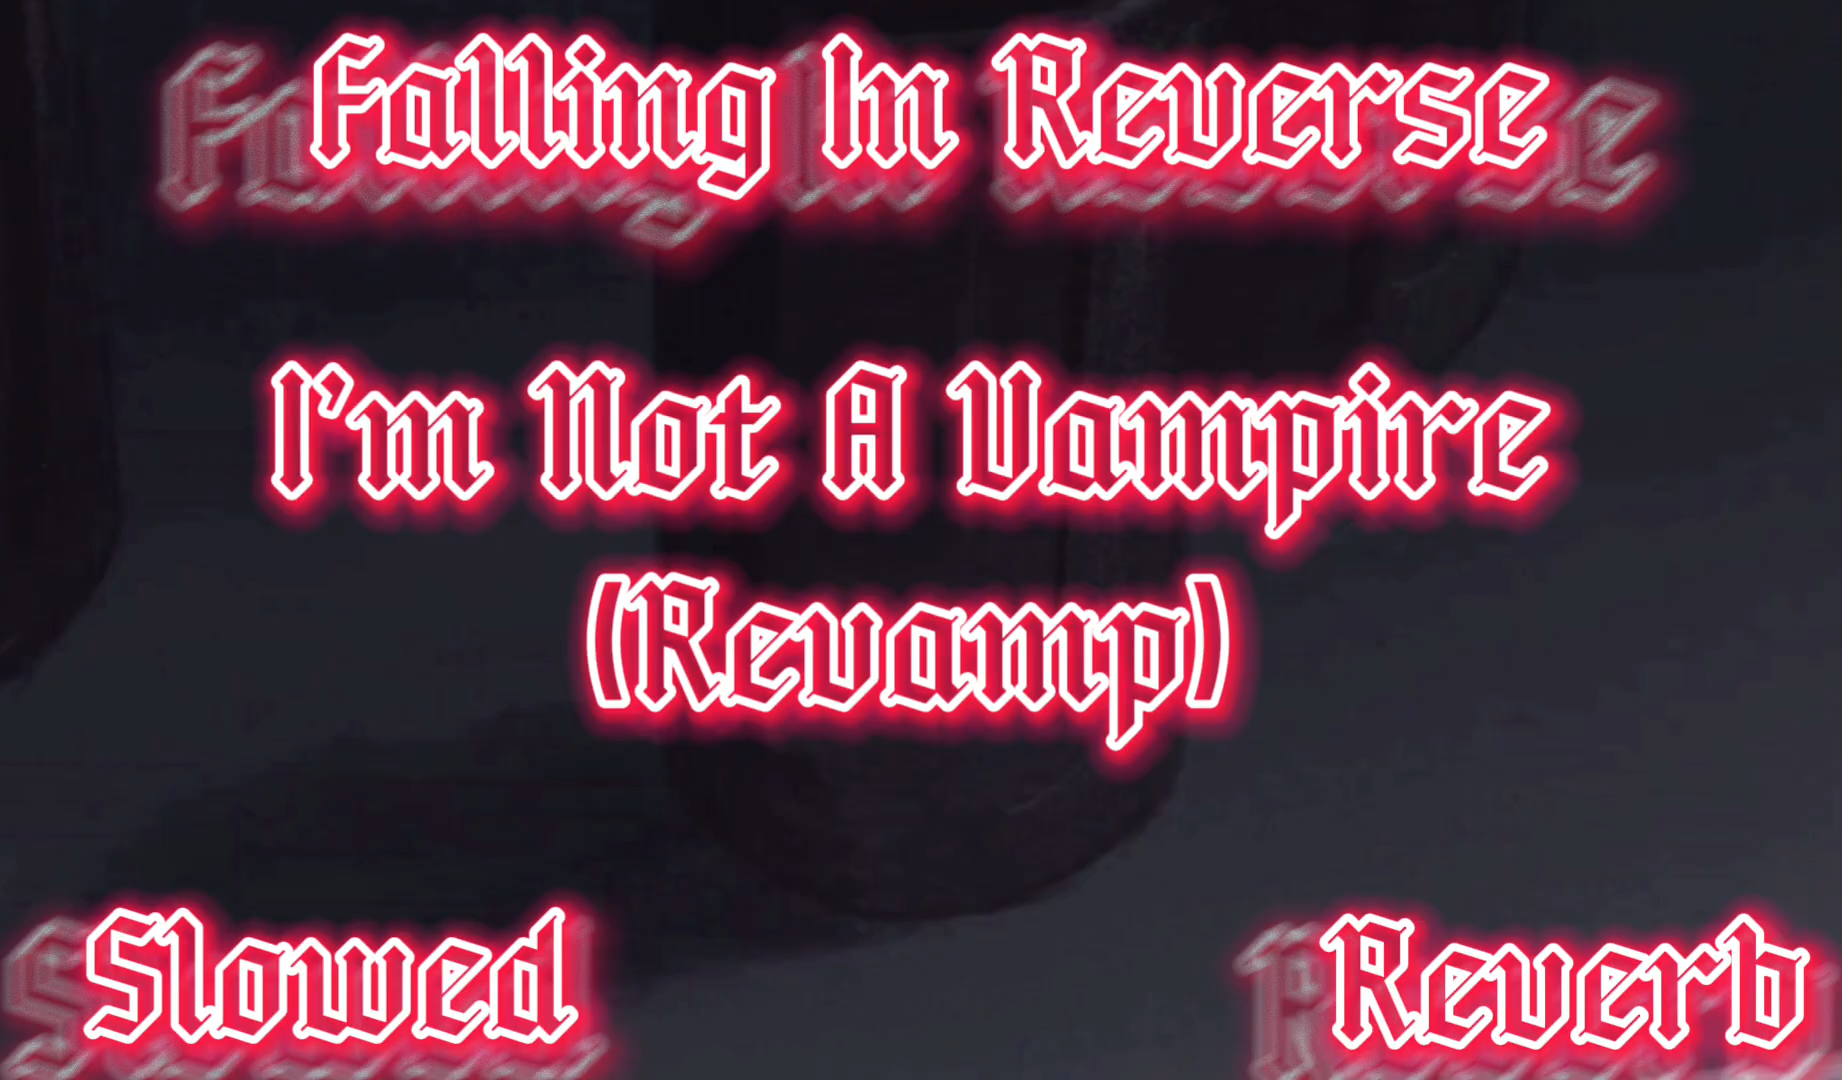 Falling In Reverse
I'm Not A Vampire
(Revamp)
Slowed
Reverb